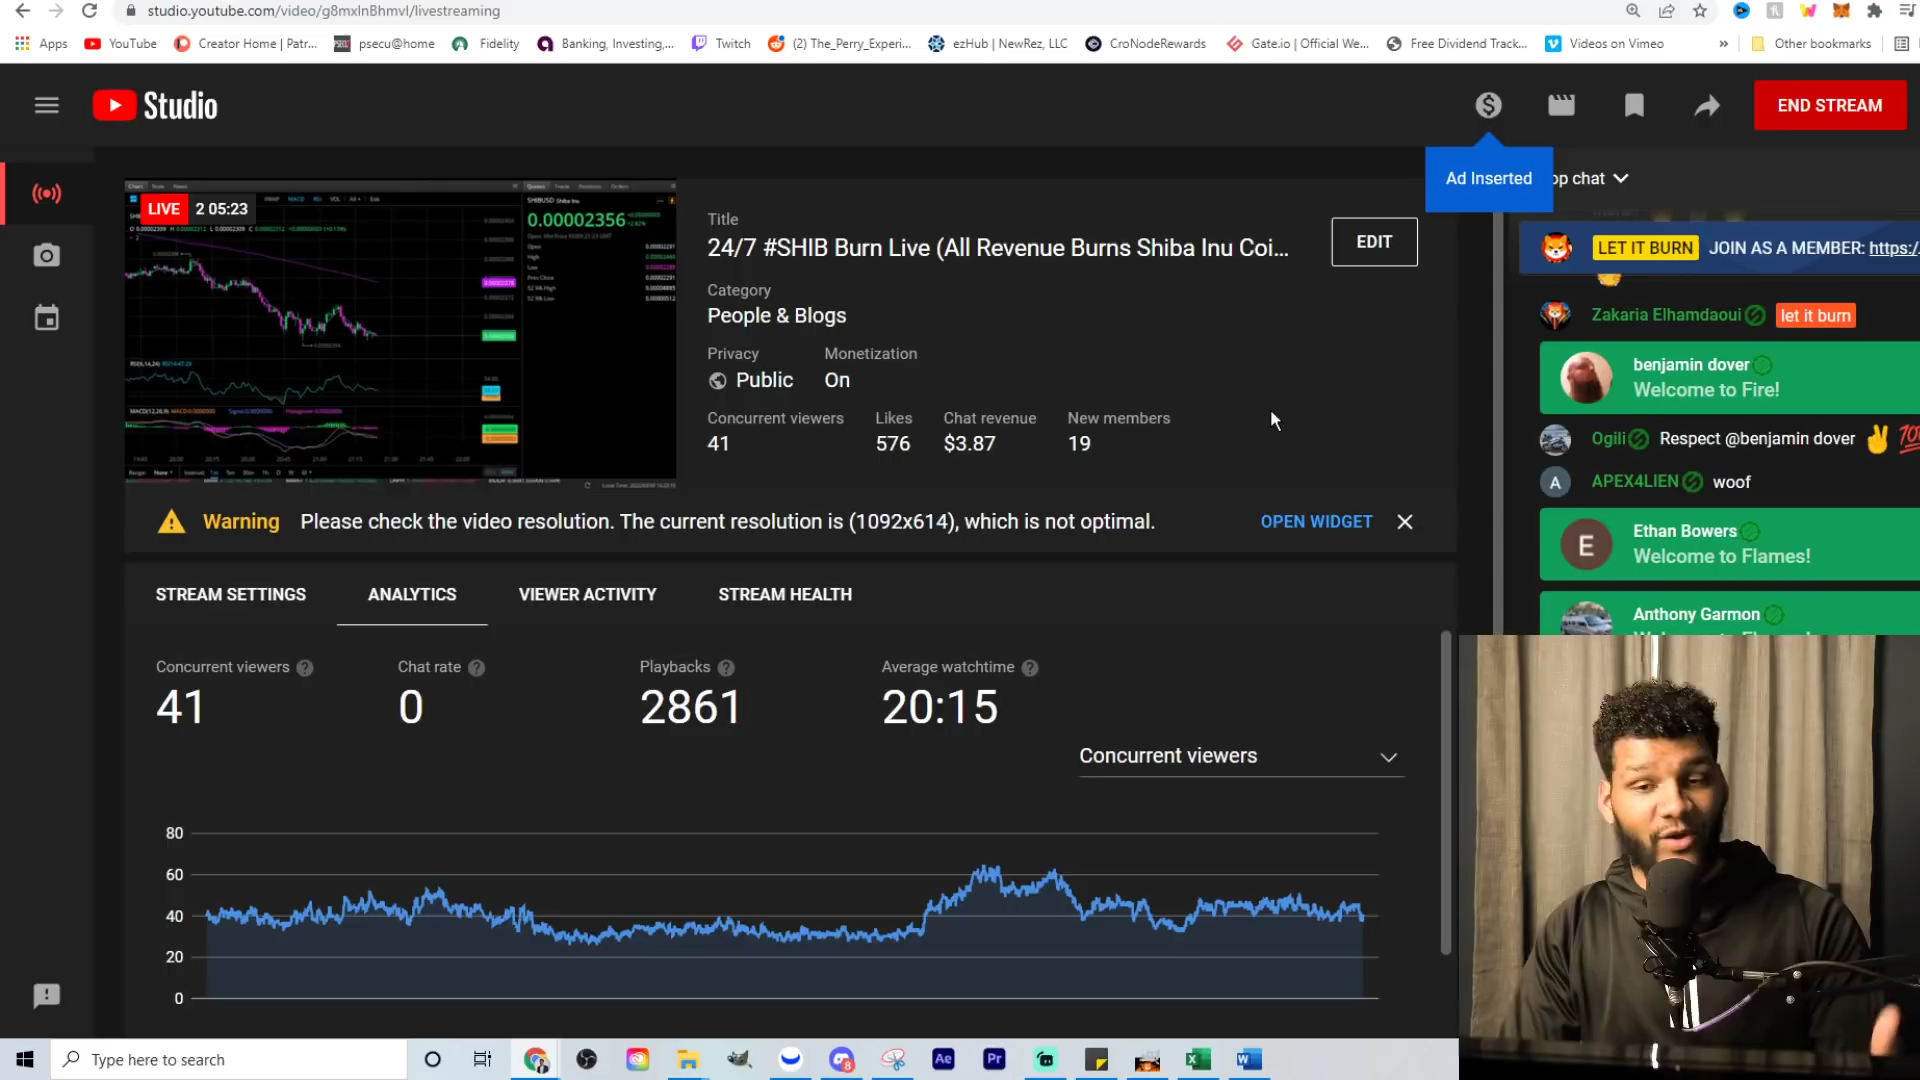 studio.youtube.com/video/g8mxlnBhmvI/livestreaming
Apps YouTube Creator Home | Patr... psecu@home Fidelity Banking, Investing,... Twitch (2) The_Perry_Experi... ezHub | NewRez, LLC CroNodeRewards Gate.io | Official We... Free Dividend Track... Videos on Vimeo » Other bookmarks
Studio
END STREAM
Ad Inserted
op chat
LIVE 2 05:23
SHIBUSD Shiba Inu
0.00002356
Title
24/7 #SHIB Burn Live (All Revenue Burns Shiba Inu Coi...
EDIT
Category
People & Blogs
Privacy Monetization
Public On
Concurrent viewers Likes Chat revenue New members
41 576 $3.87 19
LET IT BURN JOIN AS A MEMBER: https:/
Zakaria Elhamdaoui let it burn
benjamin dover
Welcome to Fire!
Ogili Respect @benjamin dover
A APEX4LIEN woof
E Ethan Bowers
Welcome to Flames!
Anthony Garmon
Warning Please check the video resolution. The current resolution is (1092x614), which is not optimal.
OPEN WIDGET
STREAM SETTINGS ANALYTICS VIEWER ACTIVITY STREAM HEALTH
Concurrent viewers Chat rate Playbacks Average watchtime
41 0 2861 20:15
Concurrent viewers
80
60
40
20
0
Type here to search
Ae Pr